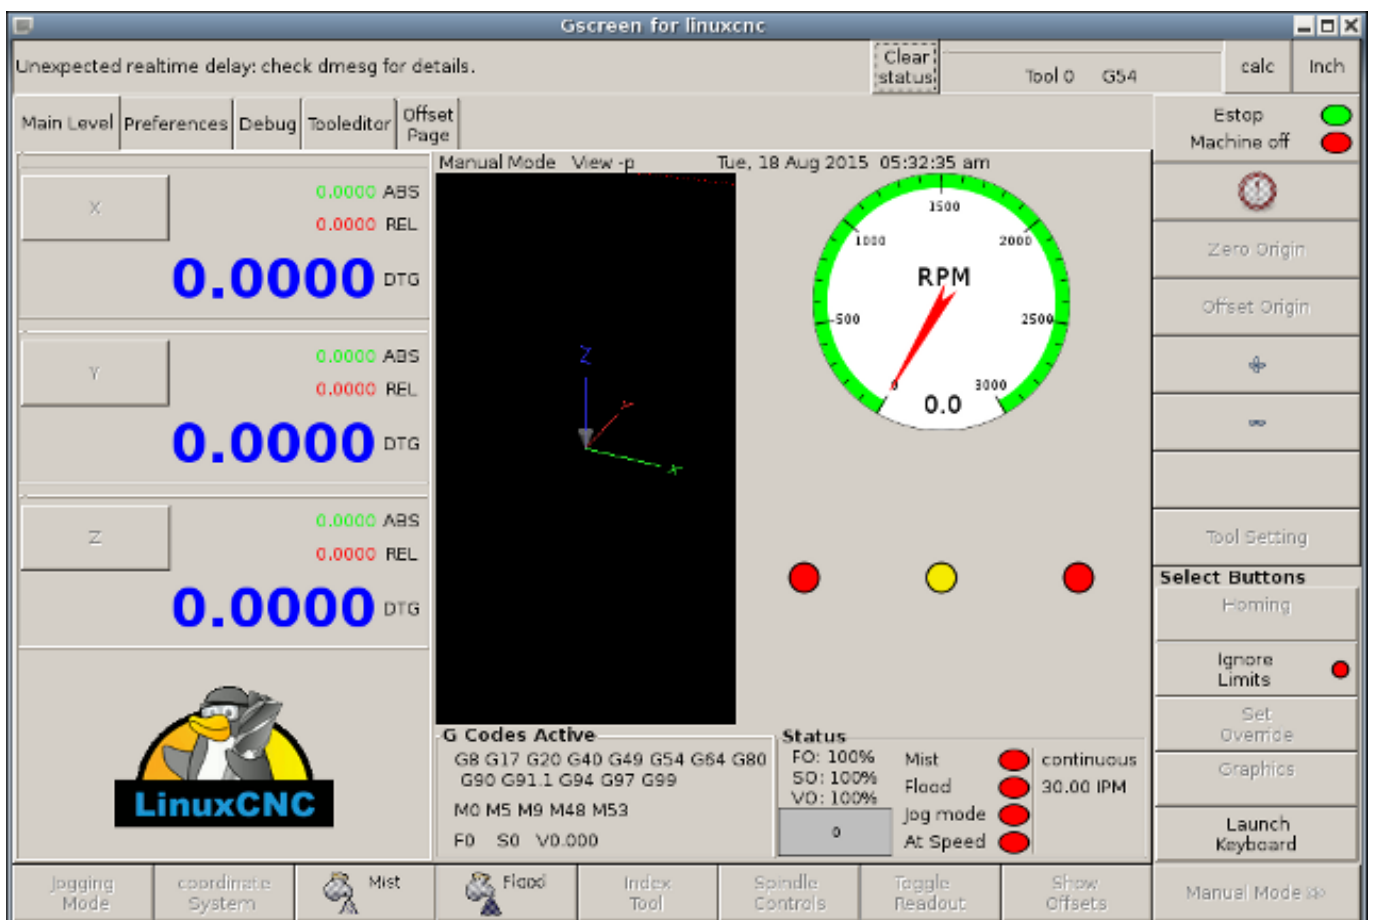 Gscreen for linuxcnc
Unexpected realtime delay: check dmesg for details.
Clear
status
Tool 0 G54
calc
Inch
Main Level
Preferences
Debug
Tooleditor
Offset
Page
Estop
Machine off
Manual Mode View -p Tue, 18 Aug 2015 05:32:35 am
X
0.0000 ABS
0.0000 REL
0.0000 DTG
Y
0.0000 ABS
0.0000 REL
0.0000 DTG
Z
0.0000 ABS
0.0000 REL
0.0000 DTG
LinuxCNC
Z
Y
X
1500
1000
2000
RPM
500
2500
0
3000
0.0
Zero Origin
Offset Origin
Tool Setting
Select Buttons
Homing
Ignore
Limits
Set
Override
Graphics
Launch
Keyboard
G Codes Active
G8 G17 G20 G40 G49 G54 G64 G80
G90 G91.1 G94 G97 G99
M0 M5 M9 M48 M53
F0 S0 V0.000
Status
FO: 100%
SO: 100%
VO: 100%
0
Mist
Flood
Jog mode
At Speed
continuous
30.00 IPM
Jogging
Mode
coordinate
System
Mist
Flood
Index
Tool
Spindle
Controls
Toggle
Readout
Show
Offsets
Manual Mode